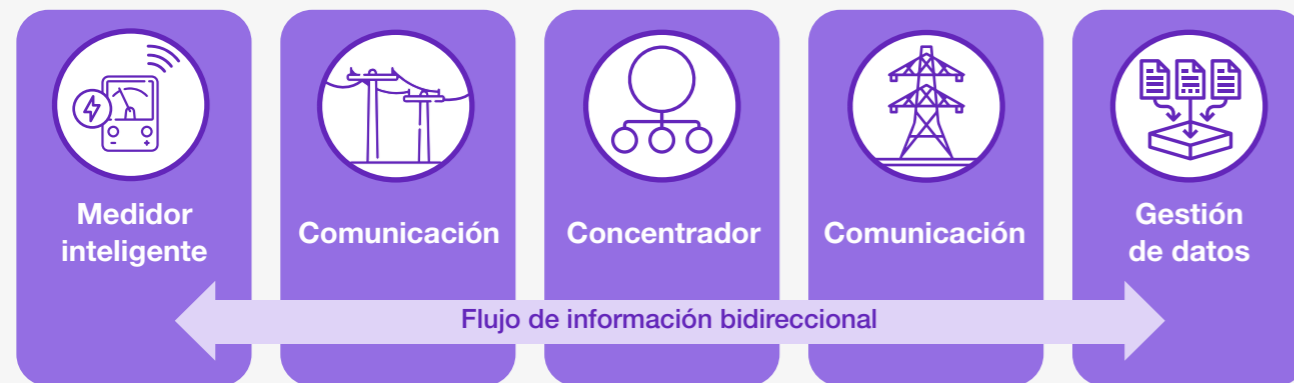 Medidor
inteligente
Comunicación
Concentrador
Comunicación
Gestión
de datos
Flujo de información bidireccional